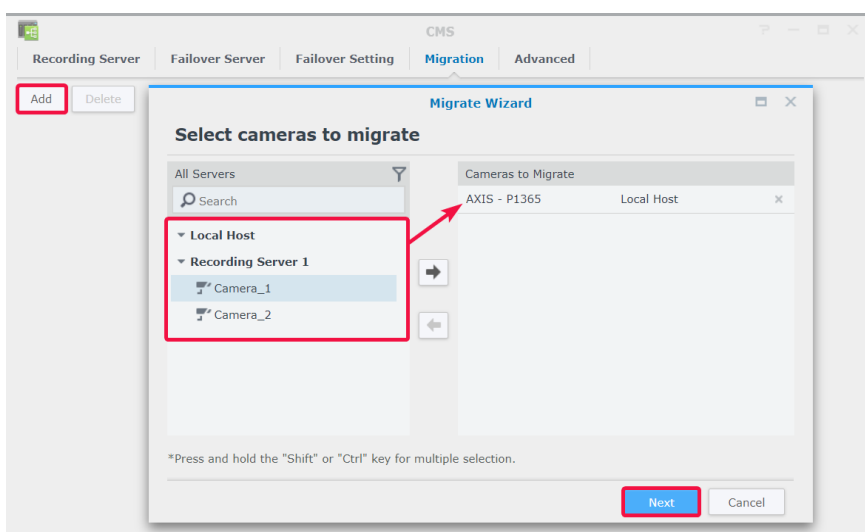 CMS
Recording Server Failover Server Failover Setting Migration Advanced
Add Delete
Migrate Wizard
Select cameras to migrate
All Servers
Search
Local Host
Recording Server 1
Camera_1
Camera_2
Cameras to Migrate
AXIS - P1365 Local Host
*Press and hold the "Shift" or "Ctrl" key for multiple selection.
Next Cancel